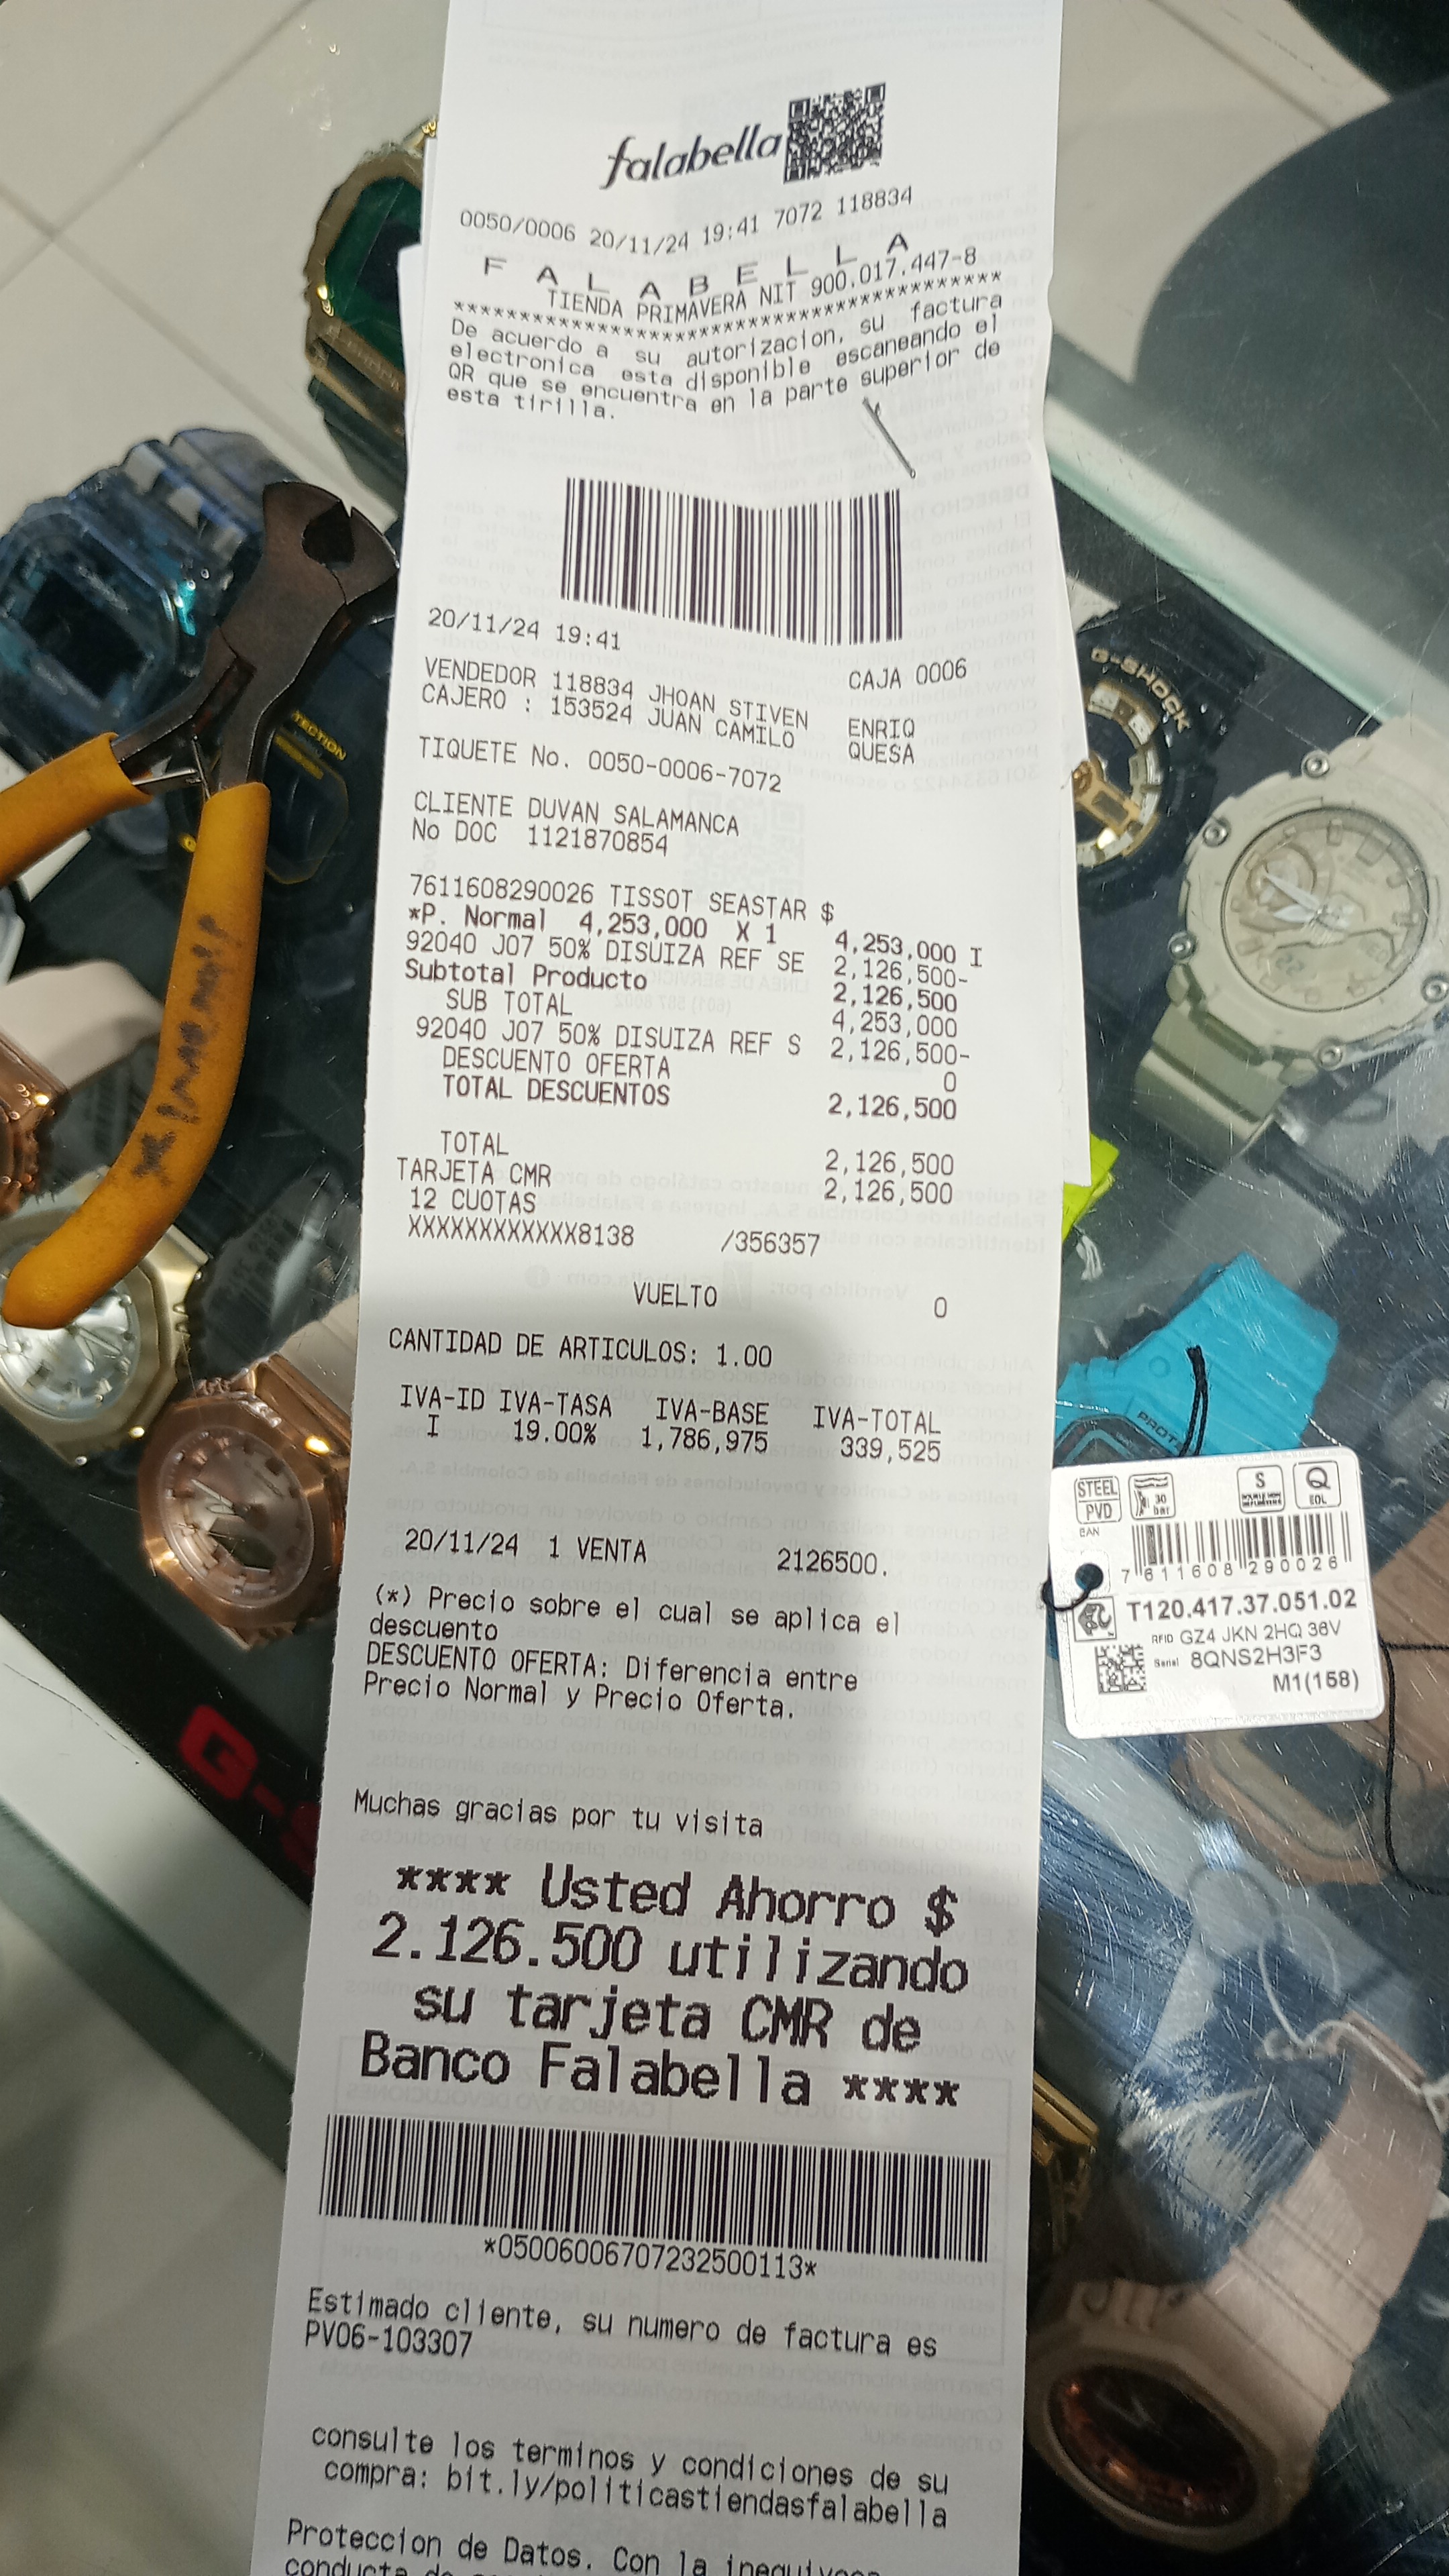 falabella
0050/0006 20/11/24 19:41 7072 118834
F A L A B E L L A
TIENDA PRIMAVERA NIT 900.017.447-8
****************************************
De acuerdo a su autorizacion, su factura
electronica esta disponible escaneando el
QR que se encuentra en la parte superior de
esta tirilla.
20/11/24 19:41
CAJA 0006
VENDEDOR 118834 JHOAN STIVEN ENRIQ
CAJERO : 153524 JUAN CAMILO QUESA
TIQUETE No. 0050-0006-7072
CLIENTE DUVAN SALAMANCA
No DOC 1121870854
7611608290026 TISSOT SEASTAR $
*P. Normal 4,253,000 X 1 4,253,000 I
92040 J07 50% DISUIZA REF SE 2,126,500-
Subtotal Producto 2,126,500
SUB TOTAL 4,253,000
92040 J07 50% DISUIZA REF S 2,126,500-
DESCUENTO OFERTA 0
TOTAL DESCUENTOS 2,126,500
TOTAL 2,126,500
TARJETA CMR 2,126,500
12 CUOTAS
XXXXXXXXXXXX8138 /356357
VUELTO 0
CANTIDAD DE ARTICULOS: 1.00
IVA-ID IVA-TASA IVA-BASE IVA-TOTAL
I 19.00% 1,786,975 339,525
20/11/24 1 VENTA 2126500.
(*) Precio sobre el cual se aplica el
descuento
DESCUENTO OFERTA: Diferencia entre
Precio Normal y Precio Oferta.
Muchas gracias por tu visita
**** Usted Ahorro $
2.126.500 utilizando
su tarjeta CMR de
Banco Falabella ****
*05006006707232500113*
Estimado cliente, su numero de factura es
PV06-103307
consulte los terminos y condiciones de su
compra: bit.ly/politicastiendasfalabella
Proteccion de Datos. Con la inequivoca
G-SHOCK
STEEL
PVD
30
bar
S
Q
EOL
EAN
7 611608 290026
T120.417.37.051.02
RFID GZ4 JKN 2HQ 36V
Serial 8QNS2H3F3
M1(158)